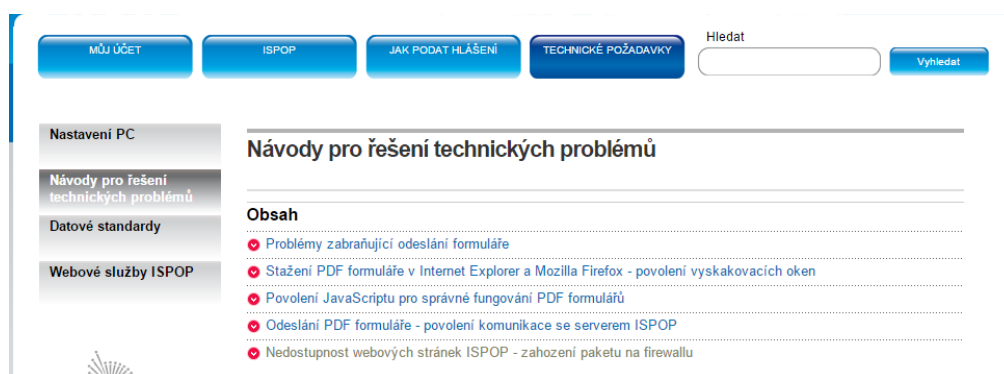 MŮJ ÚČET
ISPOP
JAK PODAT HLÁŠENÍ
TECHNICKÉ POŽADAVKY
Hledat
Vyhledat
Nastavení PC
Návody pro řešení
technických problémů
Datové standardy
Webové služby ISPOP
Návody pro řešení technických problémů
Obsah
Problémy zabraňující odeslání formuláře
Stažení PDF formuláře v Internet Explorer a Mozilla Firefox - povolení vyskakovacích oken
Povolení JavaScriptu pro správné fungování PDF formulářů
Odeslání PDF formuláře - povolení komunikace se serverem ISPOP
Nedostupnost webových stránek ISPOP - zahození paketu na firewallu